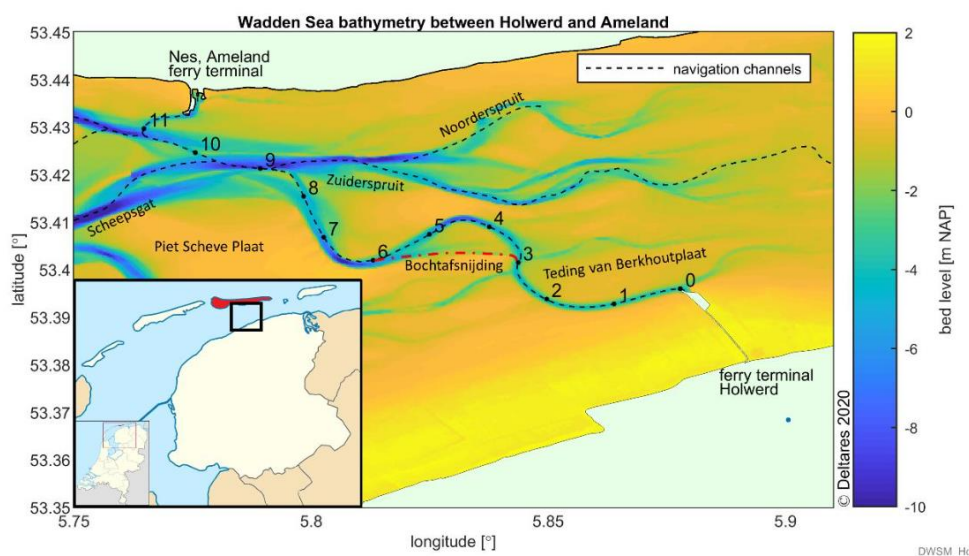 Wadden Sea bathymetry between Holwerd and Ameland
53.45
53.44
53.43
53.42
53.41
53.4
53.39
53.38
53.37
53.36
53.35
latitude [°]
5.75
5.8
5.85
5.9
longitude [°]
Nes, Ameland
ferry terminal
navigation channels
Noorderspruit
11
10
9
Zuiderspruit
8
Scheepsgat
7
Piet Scheve Plaat
6
5
4
3
Bochtafsnijding
Teding van Berkhoutplaat
2
1
0
ferry terminal
Holwerd
© Deltares 2020
2
0
-2
-4
-6
-8
-10
bed level [m NAP]